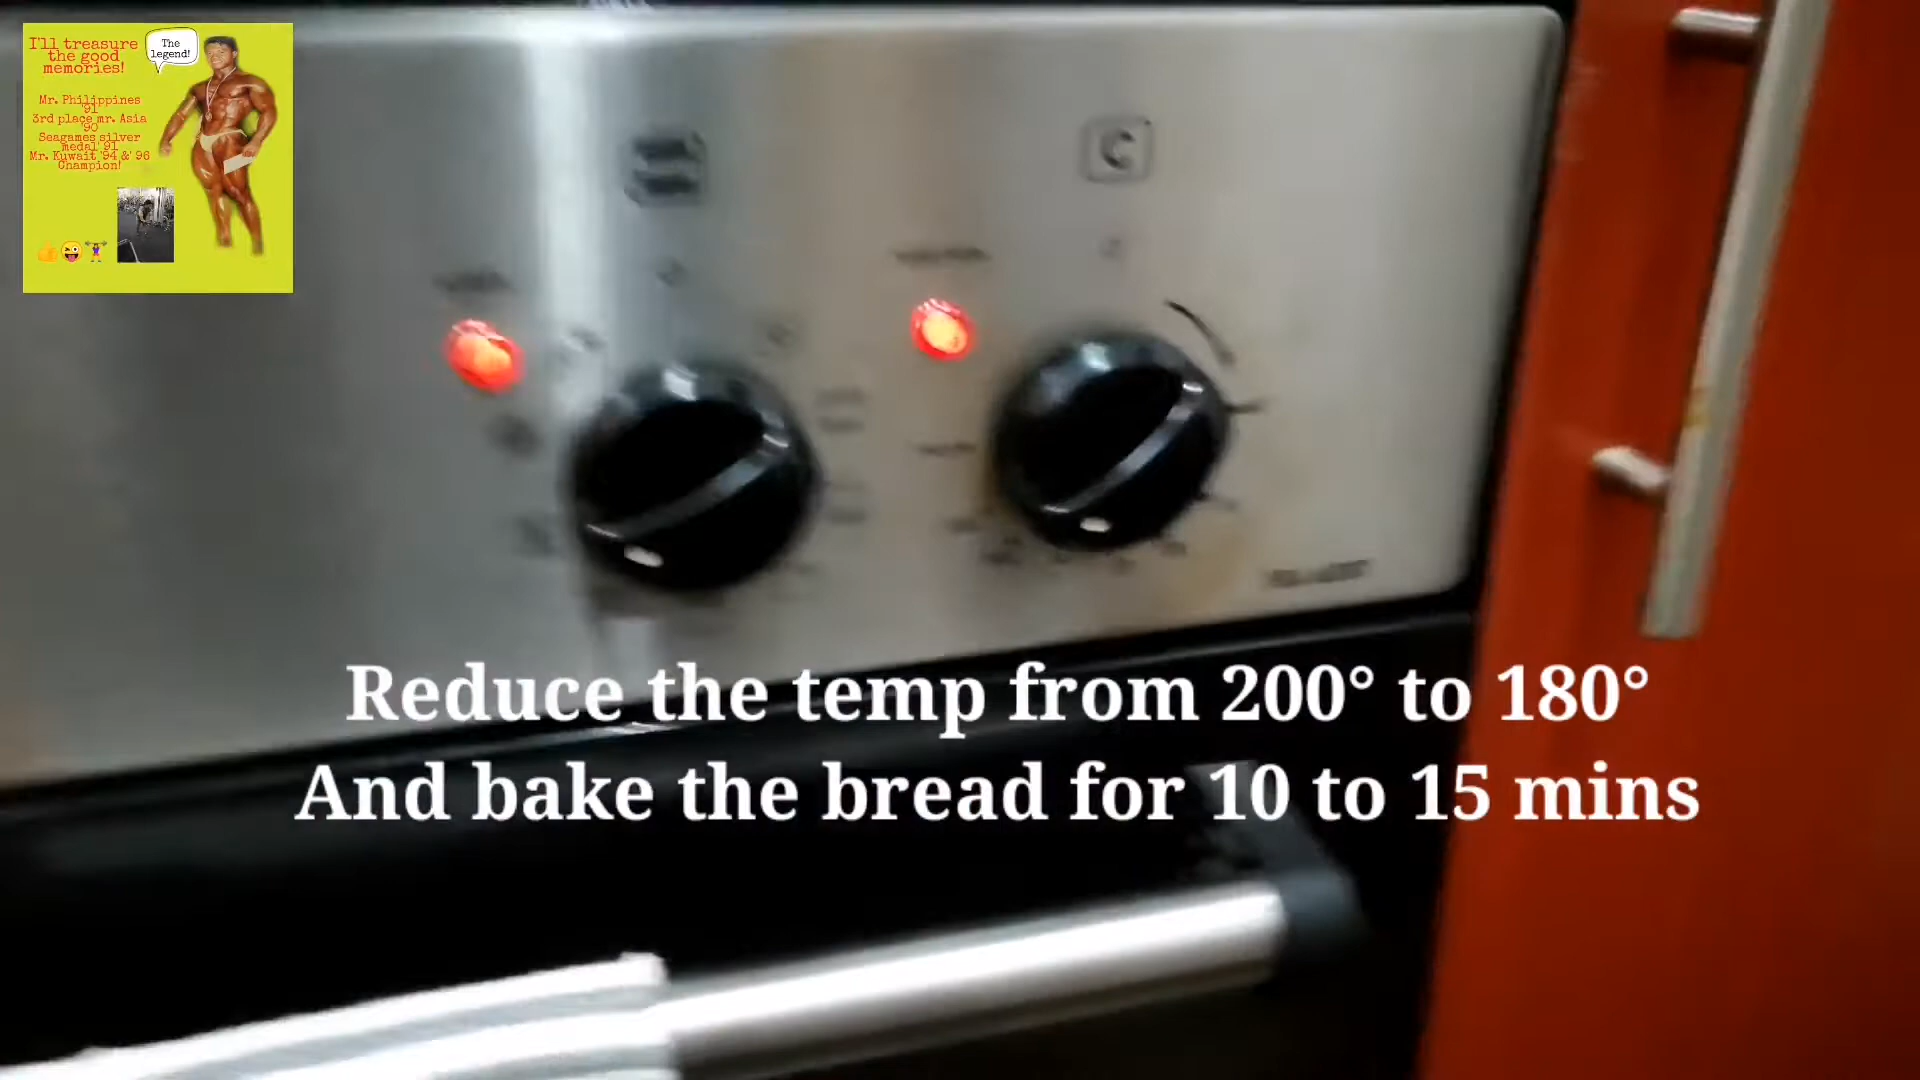 I'll treasure
the good
memories!
The
legend!
Mr. Philippines
'91
3rd place mr. Asia
'90
Seagames silver
medal' 91
Mr. Kuwait '94 &' 96
Champion!
C
Reduce the temp from 200° to 180°
And bake the bread for 10 to 15 mins